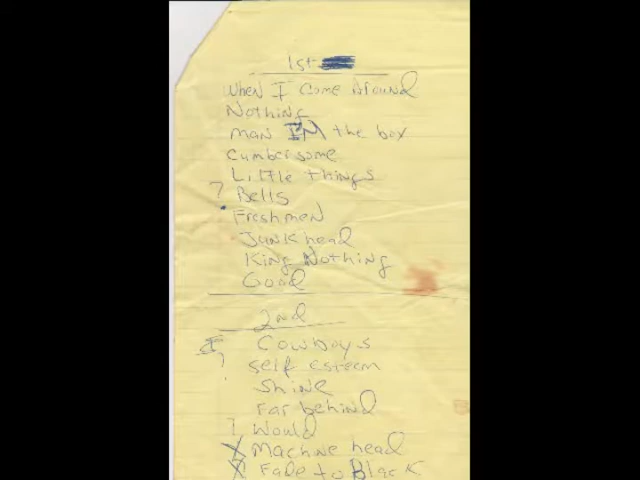 1st
When I Come Around
Nothing
Man IN the box
Cumbersome
Little things
? Bells
Freshmen
Junkhead
King Nothing
Good
2nd
Cowboys
? self esteem
Shine
Far behind
? Would
X Machine head
X Fade to Black